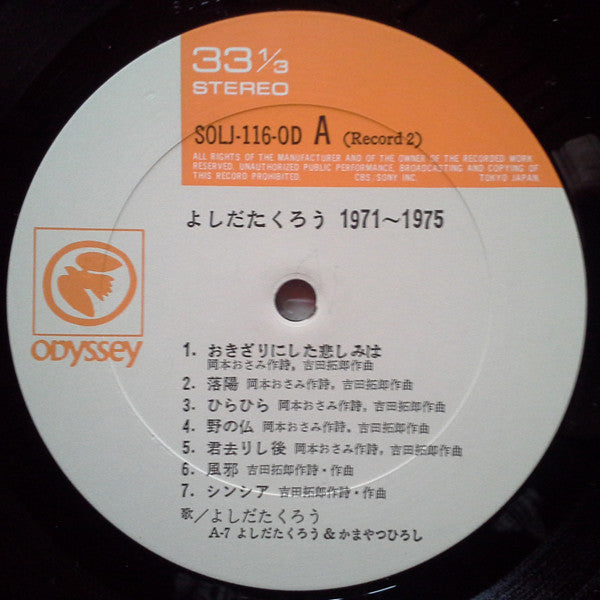 33 1/3
STEREO
SOLJ-116-OD A (Record 2)
ALL RIGHTS OF THE MANUFACTURER AND OF THE OWNER OF THE RECORDED WORK
RESERVED. UNAUTHORIZED PUBLIC PERFORMANCE, BROADCASTING AND COPYING OF
THIS RECORD PROHIBITED. CBS/SONY INC. TOKYO JAPAN.
よしだたくろう 1971〜1975
ODYSSEY
1. おきざりにした悲しみは
岡本おさみ作詩,吉田拓郎作曲
2. 落陽 岡本おさみ作詩,吉田拓郎作曲
3. ひらひら 岡本おさみ作詩,吉田拓郎作曲
4. 野の仏 岡本おさみ作詩,吉田拓郎作曲
5. 君去りし後 岡本おさみ作詩,吉田拓郎作曲
6. 風邪 吉田拓郎作詩・作曲
7. シンシア 吉田拓郎作詩・作曲
歌/よしだたくろう
A-7 よしだたくろう&かまやつひろし